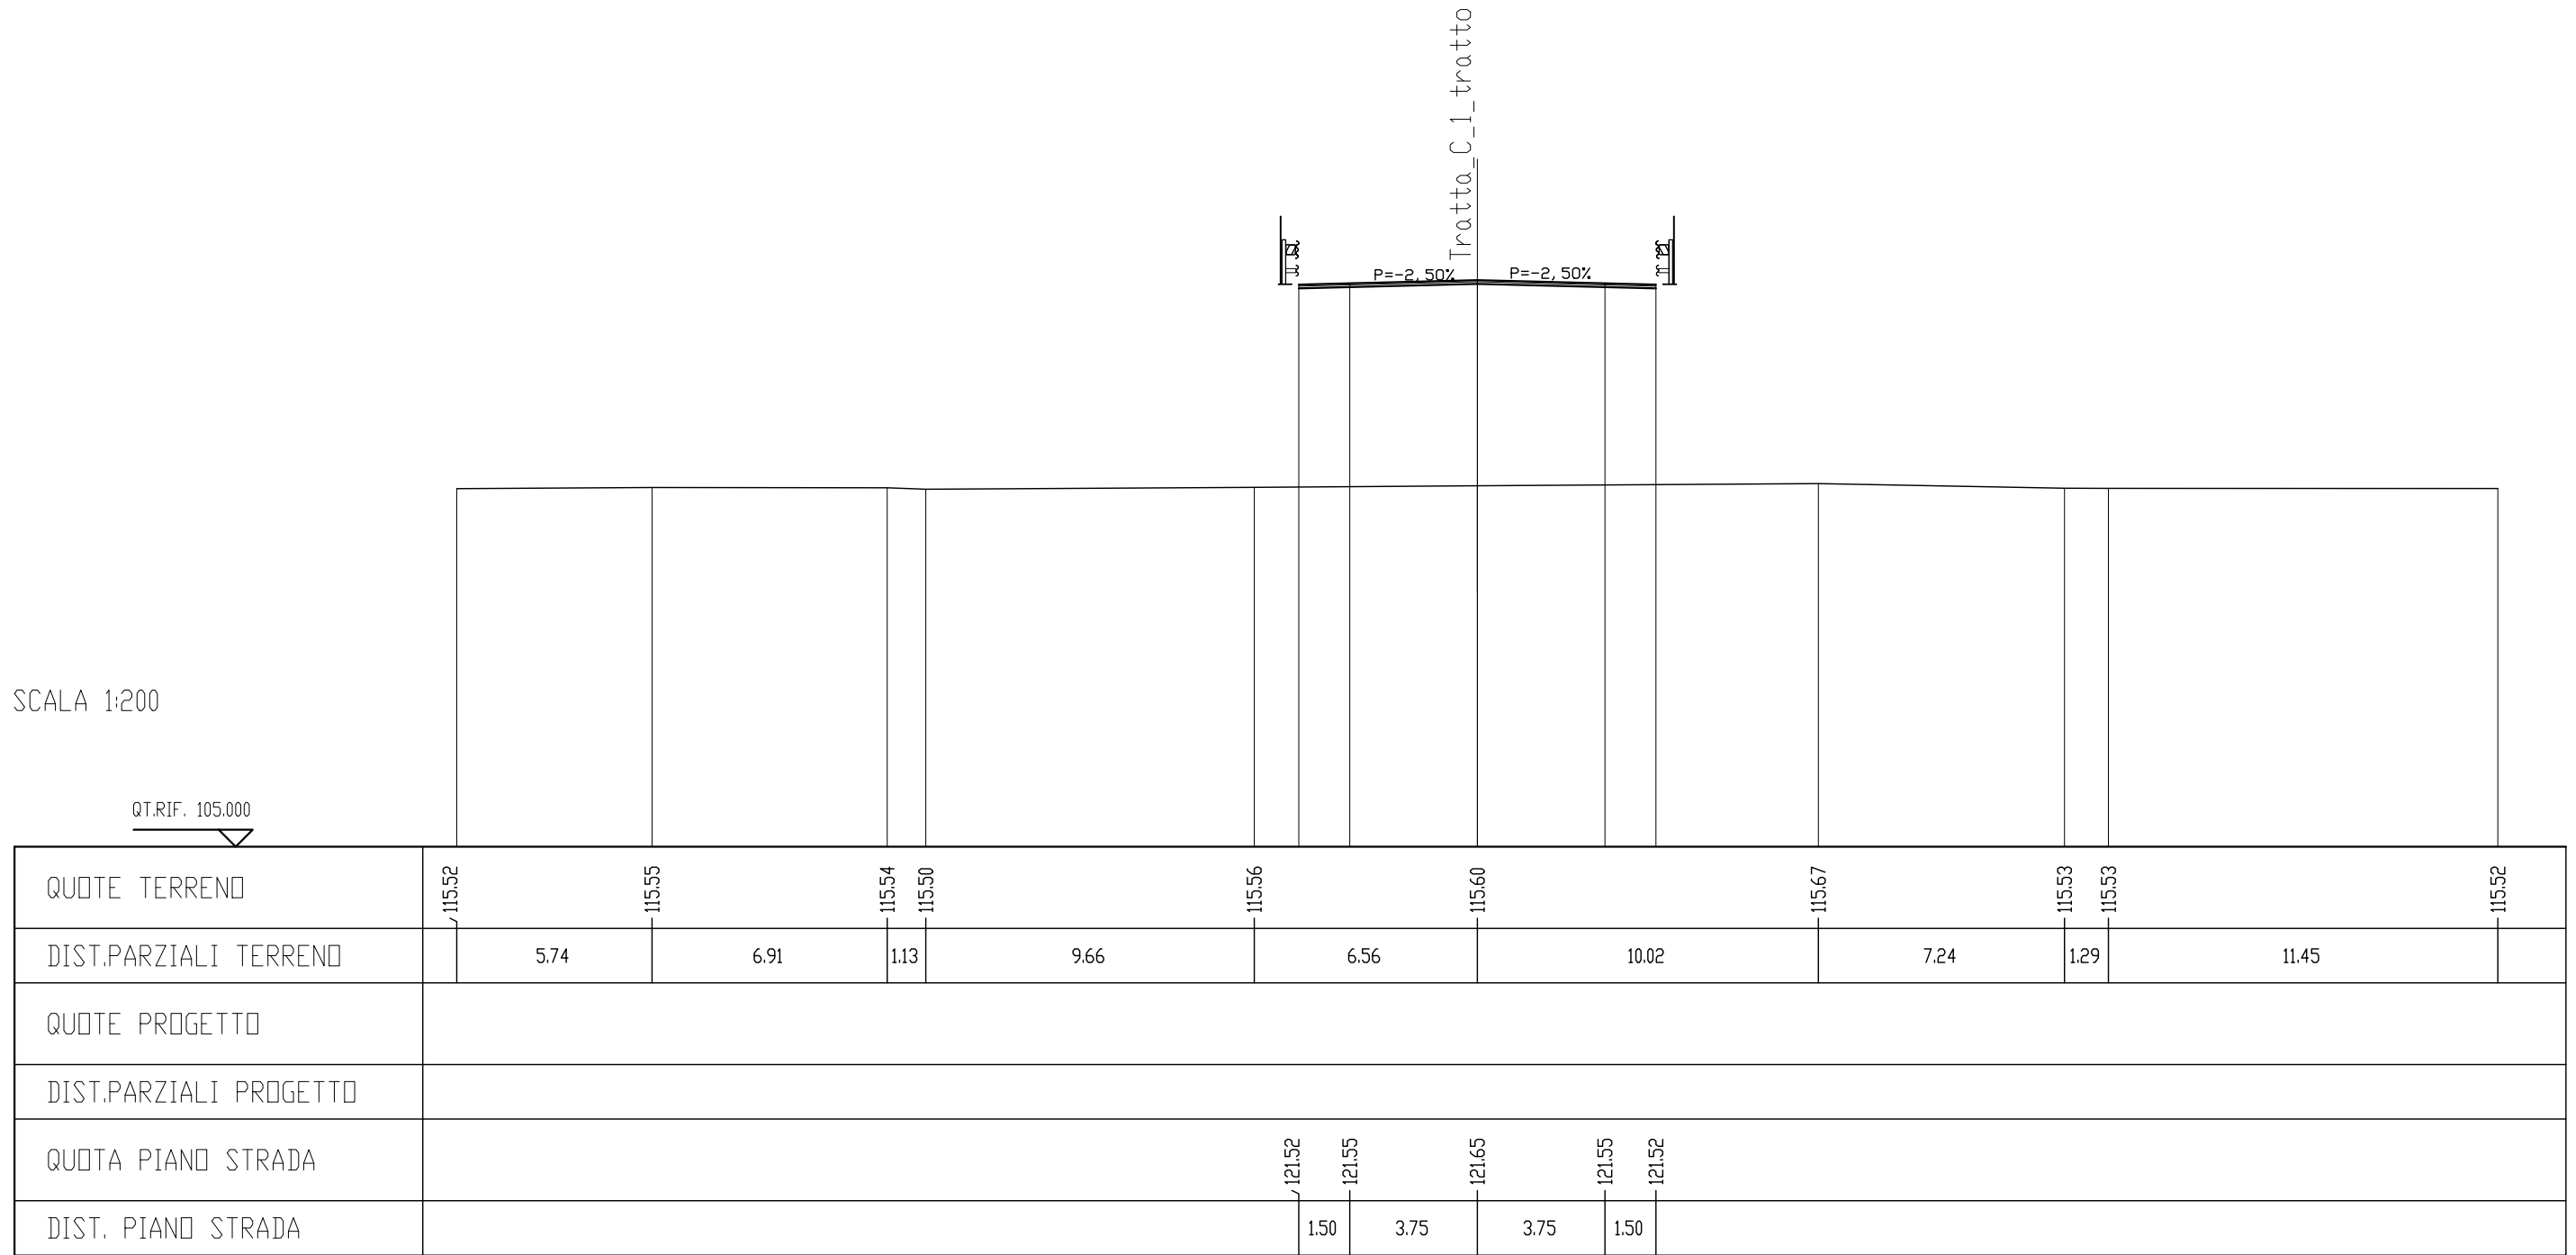 Tratta_C_1_tratto
P=-2,50% P=-2,50%
SCALA 1:200
QT.RIF. 105.000
QUOTE TERRENO 115.52 115.55 115.54 115.50 115.56 115.60 115.67 115.53 115.53 115.52
DIST.PARZIALI TERRENO 5.74 6.91 1.13 9.66 6.56 10.02 7.24 1.29 11.45
QUOTE PROGETTO
DIST.PARZIALI PROGETTO
QUOTA PIANO STRADA 121.52 121.55 121.65 121.55 121.52
DIST. PIANO STRADA 1.50 3.75 3.75 1.50